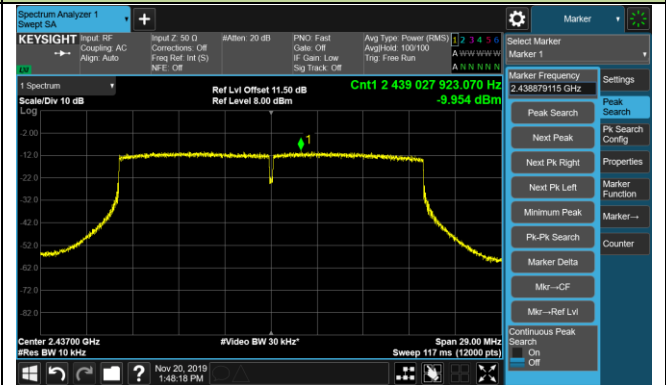 Spectrum Analyzer 1
Swept SA
Marker
KEYSIGHT
Input: RF
Coupling: AC
Align: Auto
Input Z: 50 Ω
Corrections: Off
Freq Ref: Int (S)
NFE: Off
#Atten: 20 dB
PNO: Fast
Gate: Off
IF Gain: Low
Sig Track: Off
Avg Type: Power (RMS)
Avg|Hold: 100/100
Trig: Free Run
1 2 3 4 5 6
A W W W W W
A N N N N N
Select Marker
Marker 1
1 Spectrum
Scale/Div 10 dB
Log
Ref Lvl Offset 11.50 dB
Ref Level 8.00 dBm
Cnt1 2 439 027 923.070 Hz
-9.954 dBm
-2.00
-12.0
-22.0
-32.0
-42.0
-52.0
-62.0
-72.0
-82.0
1
Center 2.43700 GHz
#Res BW 10 kHz
#Video BW 30 kHz*
Span 29.00 MHz
Sweep 117 ms (12000 pts)
Marker Frequency
2.438879115 GHz
Peak Search
Next Peak
Next Pk Right
Next Pk Left
Minimum Peak
Pk-Pk Search
Marker Delta
Mkr→CF
Mkr→Ref Lvl
Continuous Peak
Search
On
Off
Settings
Peak
Search
Pk Search
Config
Properties
Marker
Function
Marker→
Counter
?
Nov 20, 2019
1:48:18 PM